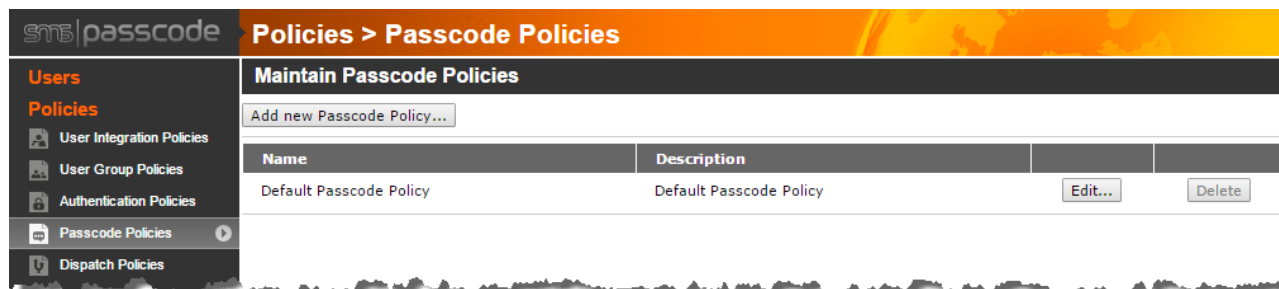 sms|passcode
Policies > Passcode Policies
Users
Maintain Passcode Policies
Policies
Add new Passcode Policy...
User Integration Policies
User Group Policies
Name Description
Authentication Policies
Default Passcode Policy Default Passcode Policy Edit... Delete
Passcode Policies
Dispatch Policies